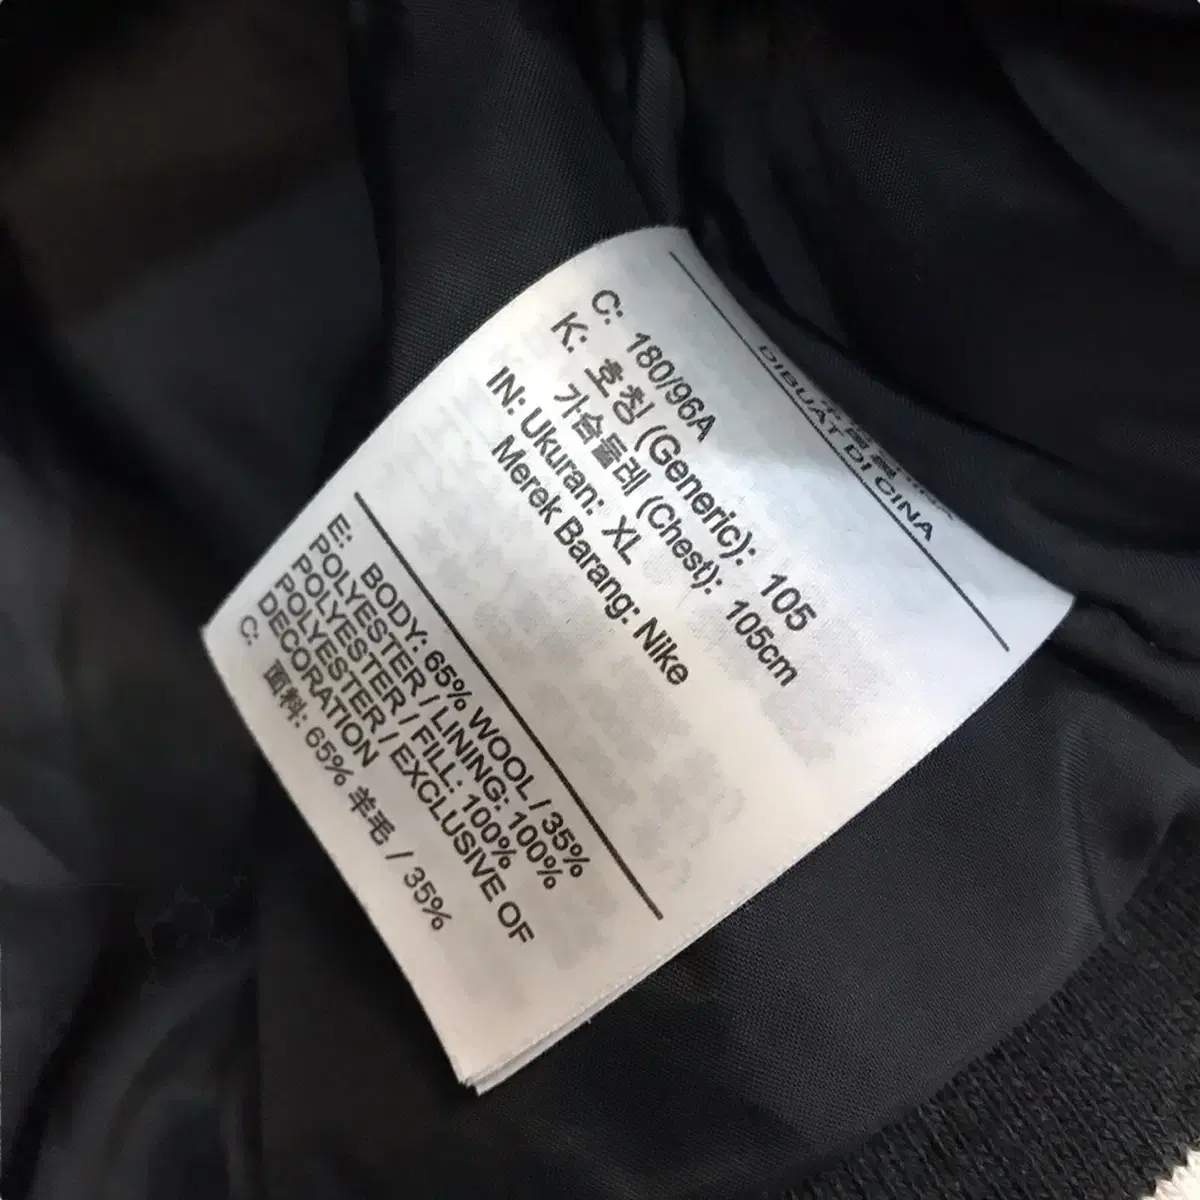 DIBUAT DI CINA
C: 180/96A
K: 호칭 (Generic): 105
가슴둘레 (Chest): 105cm
IN: Ukuran: XL
Merek Barang: Nike
E: BODY: 65% WOOL / 35%
POLYESTER / LINING: 100%
POLYESTER / FILL: 100%
POLYESTER / EXCLUSIVE OF
DECORATION
C: 面料: 65% 羊毛 / 35%